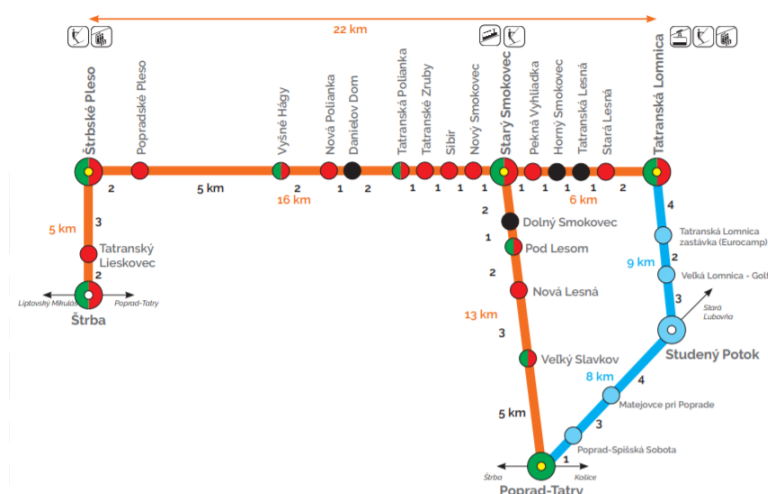 22 km
Štrbské Pleso
Popradské Pleso
Vyšné Hágy
Nová Polianka
Danielov Dom
Tatranská Polianka
Tatranské Zruby
Sibír
Nový Smokovec
Starý Smokovec
Pekná Vyhliadka
Horný Smokovec
Tatranská Lesná
Stará Lesná
Tatranská Lomnica
2
5 km
2
1
2
1
1
1
1
1
1
1
1
2
16 km
6 km
5 km
3
Tatranský
Lieskovec
2
Liptovský Mikuláš
Poprad-Tatry
Štrba
2
Dolný Smokovec
1
Pod Lesom
2
Nová Lesná
13 km
3
Veľký Slavkov
5 km
4
Tatranská Lomnica
zastávka (Eurocamp)
9 km
2
Veľká Lomnica - Golf
3
Stará
Ľubovňa
Studený Potok
8 km
4
Matejovce pri Poprade
3
Poprad-Spišská Sobota
1
Štrba
Košice
Poprad-Tatry